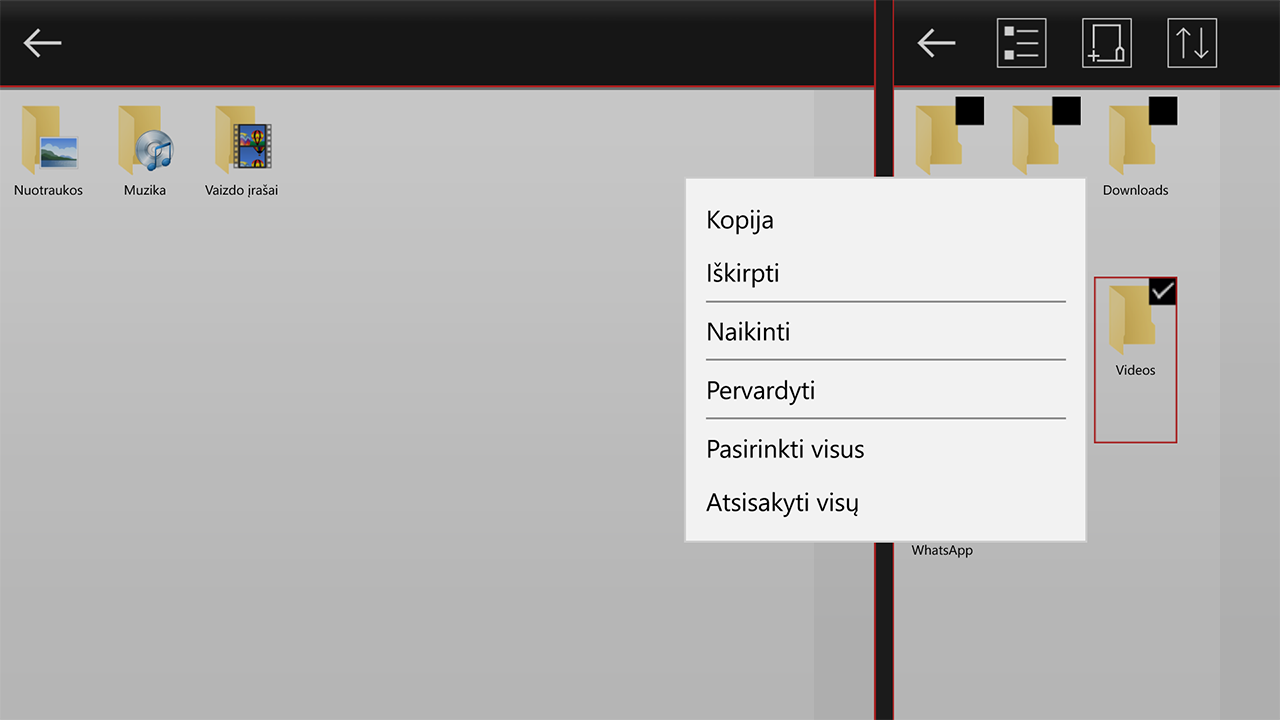 Nuotraukos
Muzika
Vaizdo įrašai
Downloads
Kopija
Iškirpti
Naikinti
Pervardyti
Pasirinkti visus
Atsisakyti visų
Videos
WhatsApp